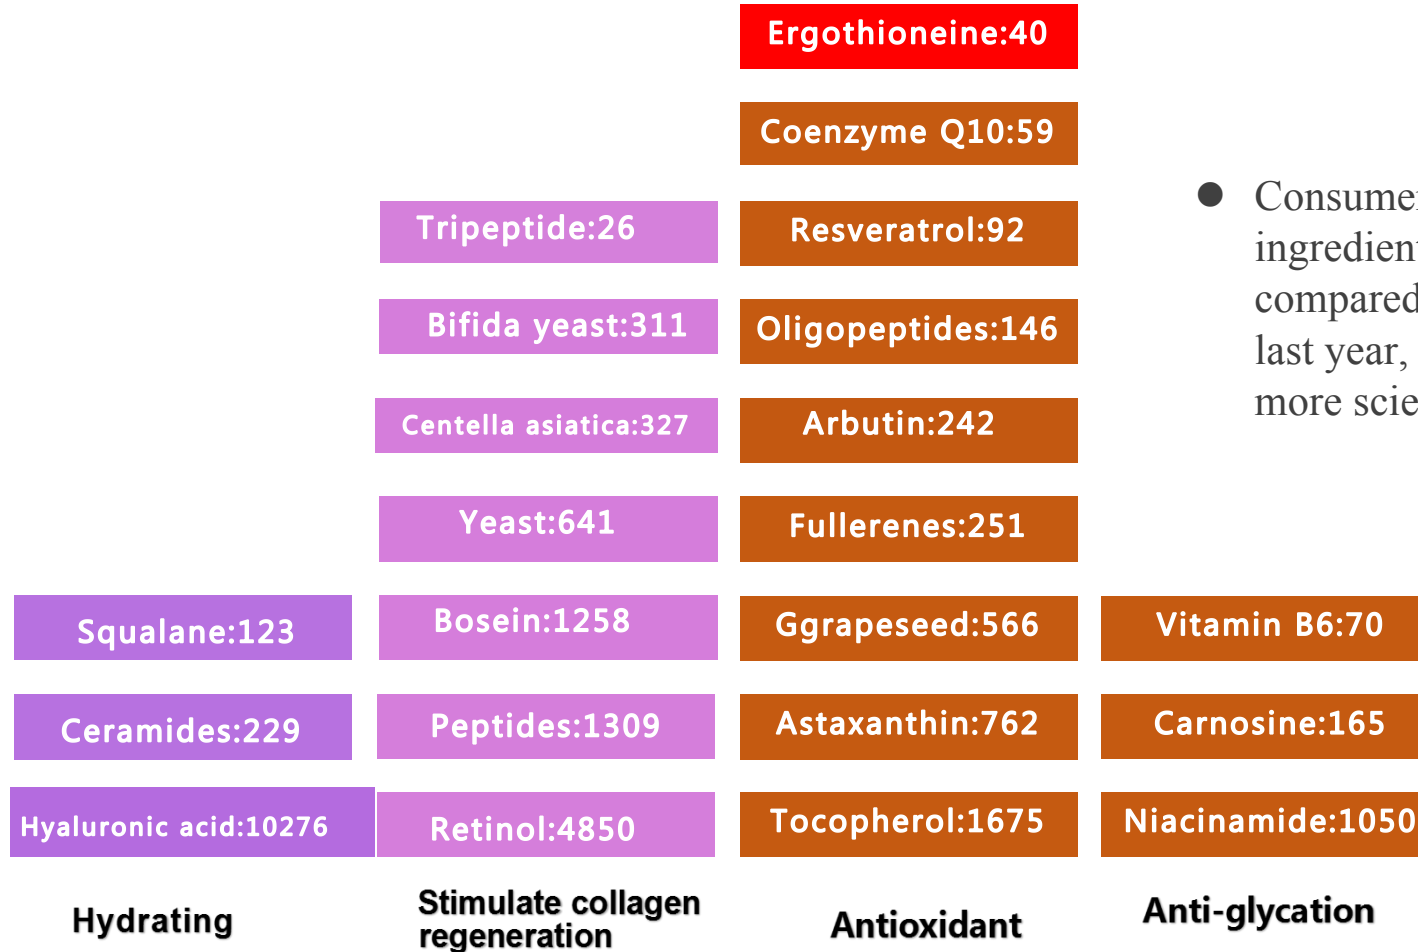 Ergothioneine:40
Coenzyme Q10:59
Tripeptide:26
Resveratrol:92
Bifida yeast:311
Oligopeptides:146
Centella asiatica:327
Arbutin:242
Yeast:641
Fullerenes:251
Squalane:123
Bosein:1258
Ggrapeseed:566
Vitamin B6:70
Ceramides:229
Peptides:1309
Astaxanthin:762
Carnosine:165
Hyaluronic acid:10276
Retinol:4850
Tocopherol:1675
Niacinamide:1050
Hydrating
Stimulate collagen
regeneration
Antioxidant
Anti-glycation
compared
last year,
more